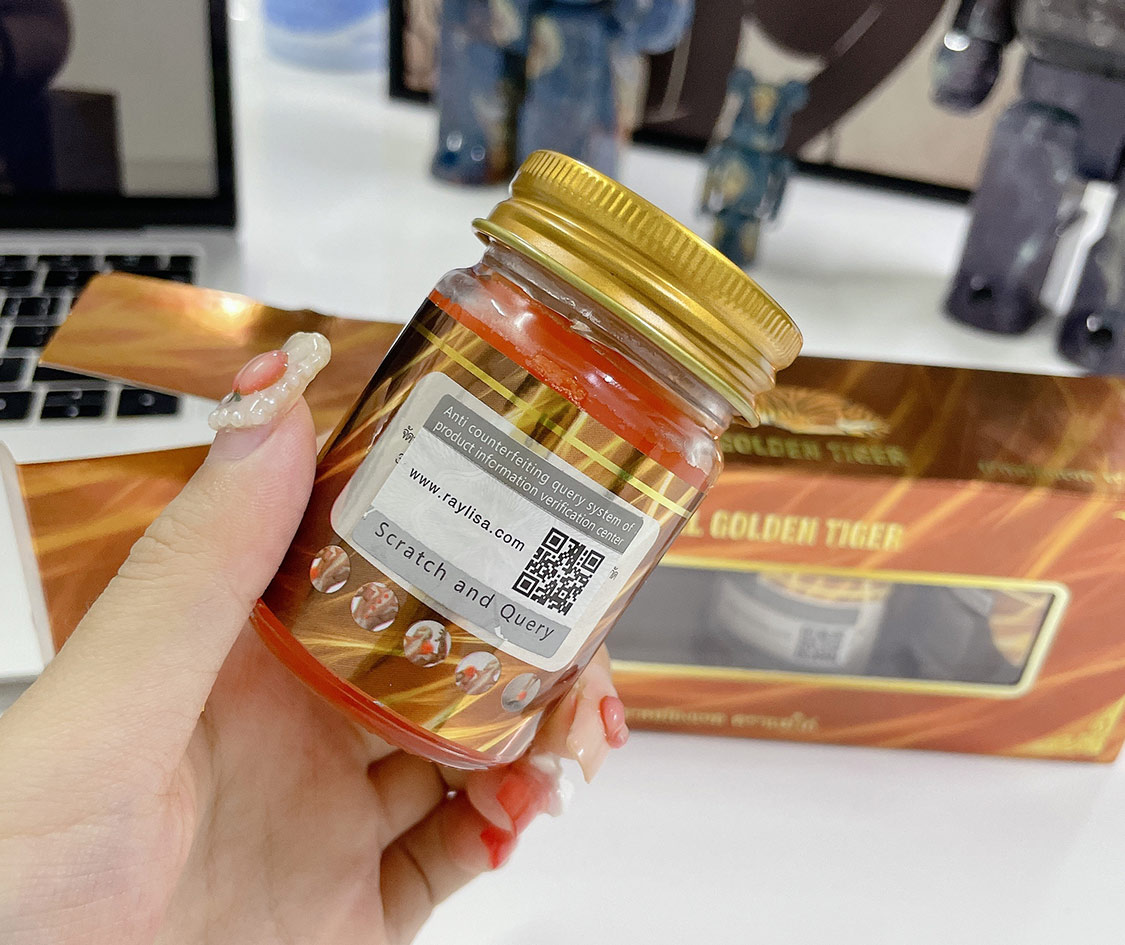 Anti counterfeiting query system of
product information verification center
www.raylisa.com
Scratch and Query
GOLDEN TIGER
L GOLDEN TIGER